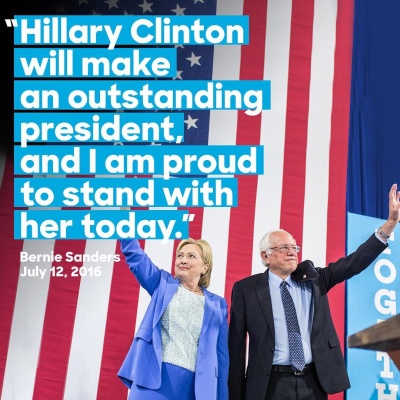 “Hillary Clinton
will make
an outstanding
president,
and I am proud
to stand with
her today.”
Bernie Sanders
July 12, 2016